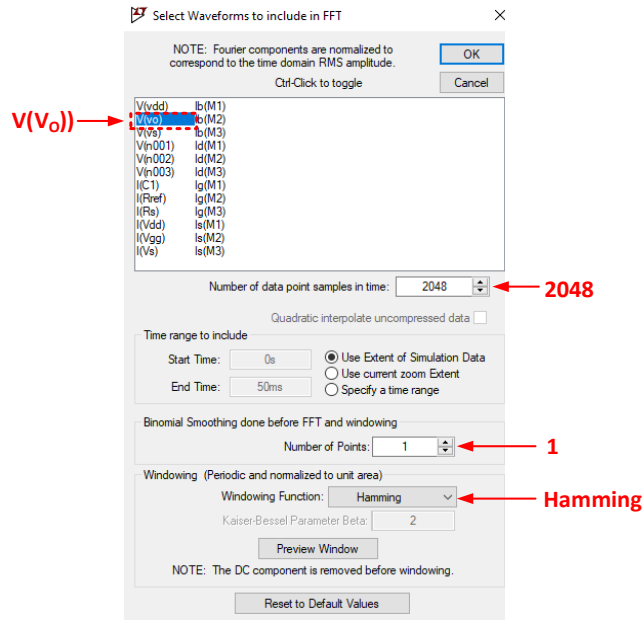 Select Waveforms to include in FFT
NOTE: Fourier components are normalized to
correspond to the time domain RMS amplitude.
OK
Ctrl-Click to toggle
Cancel
V(vdd) Ib(M1)
V(V_O)) V(vo) Ib(M2)
V(vs) Ib(M3)
V(n001) Id(M1)
V(n002) Id(M2)
V(n003) Id(M3)
I(C1) Ig(M1)
I(Rref) Ig(M2)
I(Rs) Ig(M3)
I(Vdd) Is(M1)
I(Vgg) Is(M2)
I(Vs) Is(M3)
Number of data point samples in time: 2048 2048
Quadratic interpolate uncompressed data
Time range to include
Start Time: 0s Use Extent of Simulation Data
Use current zoom Extent
End Time: 50ms Specify a time range
Binomial Smoothing done before FFT and windowing
Number of Points: 1 1
Windowing (Periodic and normalized to unit area)
Windowing Function: Hamming Hamming
Kaiser-Bessel Parameter Beta: 2
Preview Window
NOTE: The DC component is removed before windowing.
Reset to Default Values